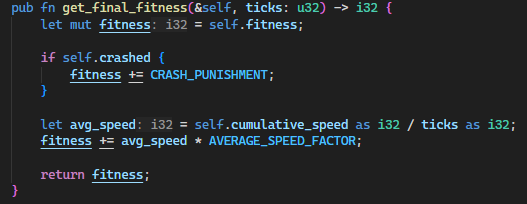 pub fn get_final_fitness(&self, ticks: u32) -> i32 {
    let mut fitness: i32 = self.fitness;

    if self.crashed {
        fitness += CRASH_PUNISHMENT;
    }

    let avg_speed: i32 = self.cumulative_speed as i32 / ticks as i32;
    fitness += avg_speed * AVERAGE_SPEED_FACTOR;

    return fitness;
}